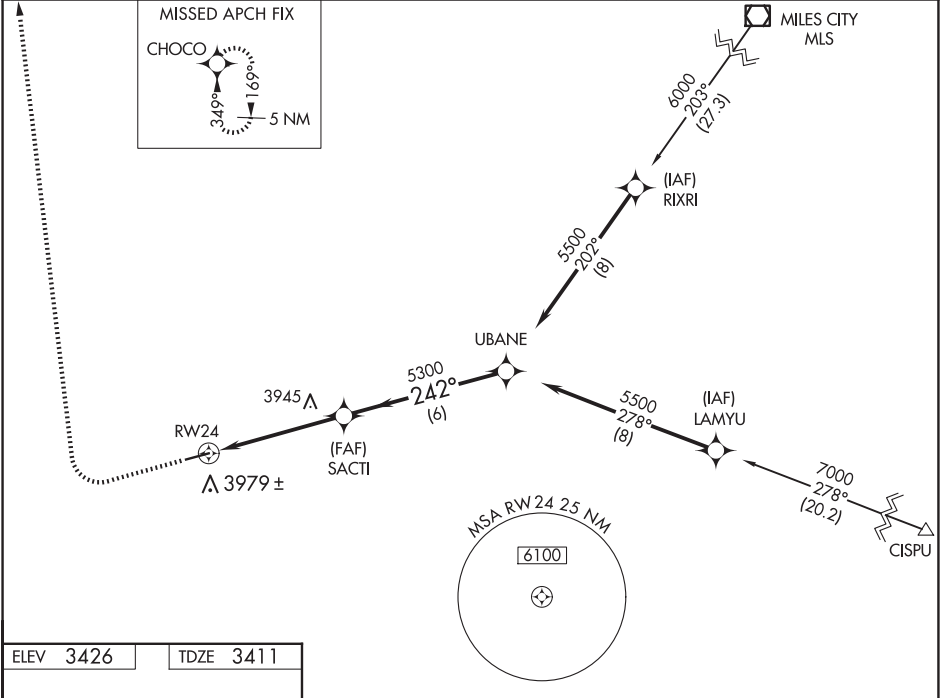 MISSED APCH FIX
CHOCO
349°
169°
5 NM
MILES CITY
MLS
6000
203°
(27.3)
(IAF)
RIXRI
5500
202°
(8)
UBANE
5300
242°
(6)
3945
(FAF)
SACTI
RW24
3979 ±
5500
278°
(8)
(IAF)
LAMYU
7000
278°
(20.2)
CISPU
MSA RW24 25 NM
6100
ELEV 3426
TDZE 3411